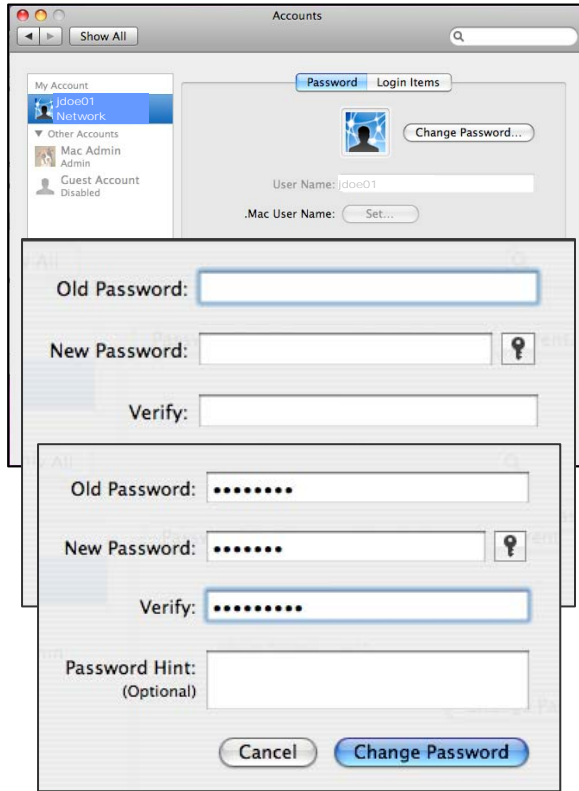 Accounts
Show All
My Account
jdoe01
Network
Other Accounts
Mac Admin
Admin
Guest Account
Disabled
Password Login Items
Change Password...
User Name: jdoe01
.Mac User Name: Set...
Old Password:
New Password:
Verify:
Old Password: ••••••••
New Password: •••••••
Verify: •••••••••
Password Hint:
(Optional)
Cancel Change Password